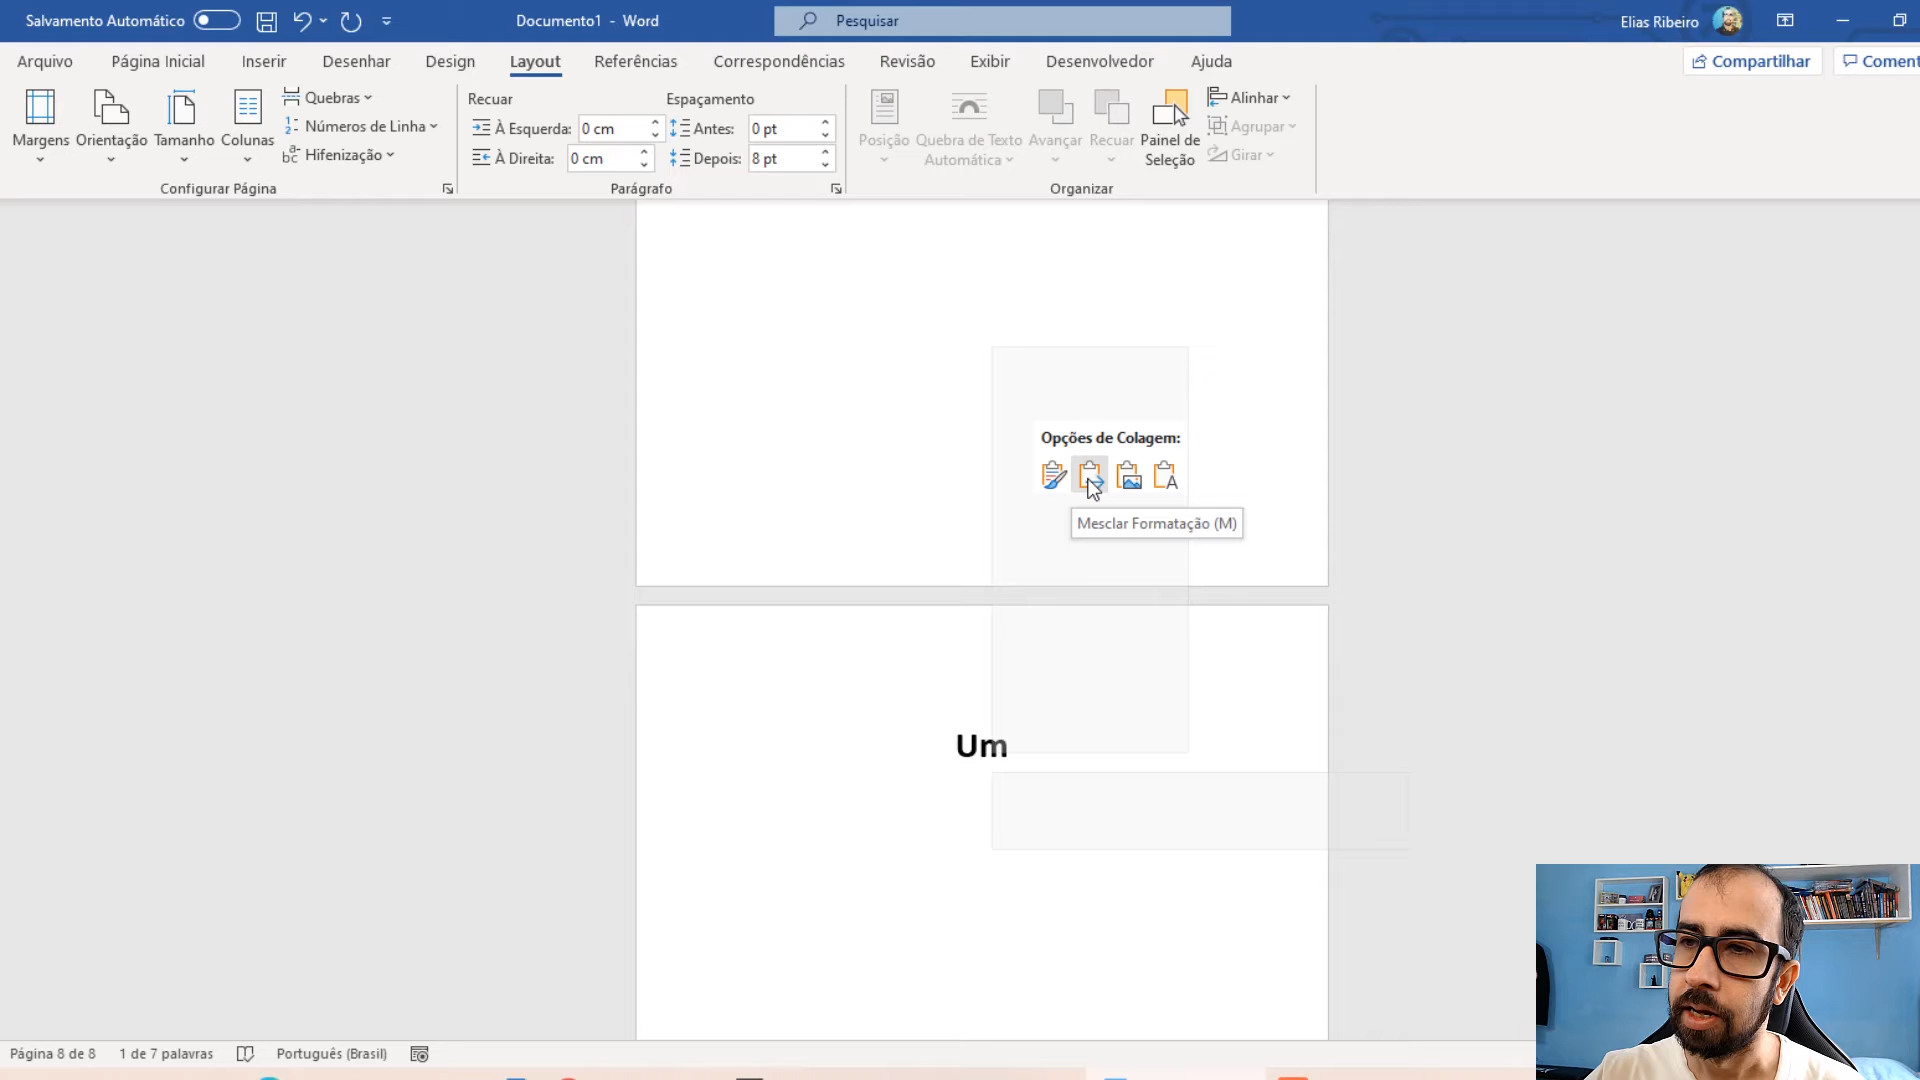 Salvamento Automático
Documento1 - Word
Pesquisar
Elias Ribeiro
Arquivo Página Inicial Inserir Desenhar Design Layout Referências Correspondências Revisão Exibir Desenvolvedor Ajuda
Compartilhar
Coment
Margens
Orientação
Tamanho
Colunas
Quebras
Números de Linha
Hifenização
Configurar Página
Recuar
À Esquerda: 0 cm
À Direita: 0 cm
Espaçamento
Antes: 0 pt
Depois: 8 pt
Parágrafo
Posição
Quebra de Texto
Automática
Avançar
Recuar
Painel de
Seleção
Alinhar
Agrupar
Girar
Organizar
Opções de Colagem:
Mesclar Formatação (M)
Um
Página 8 de 8 1 de 7 palavras Português (Brasil)